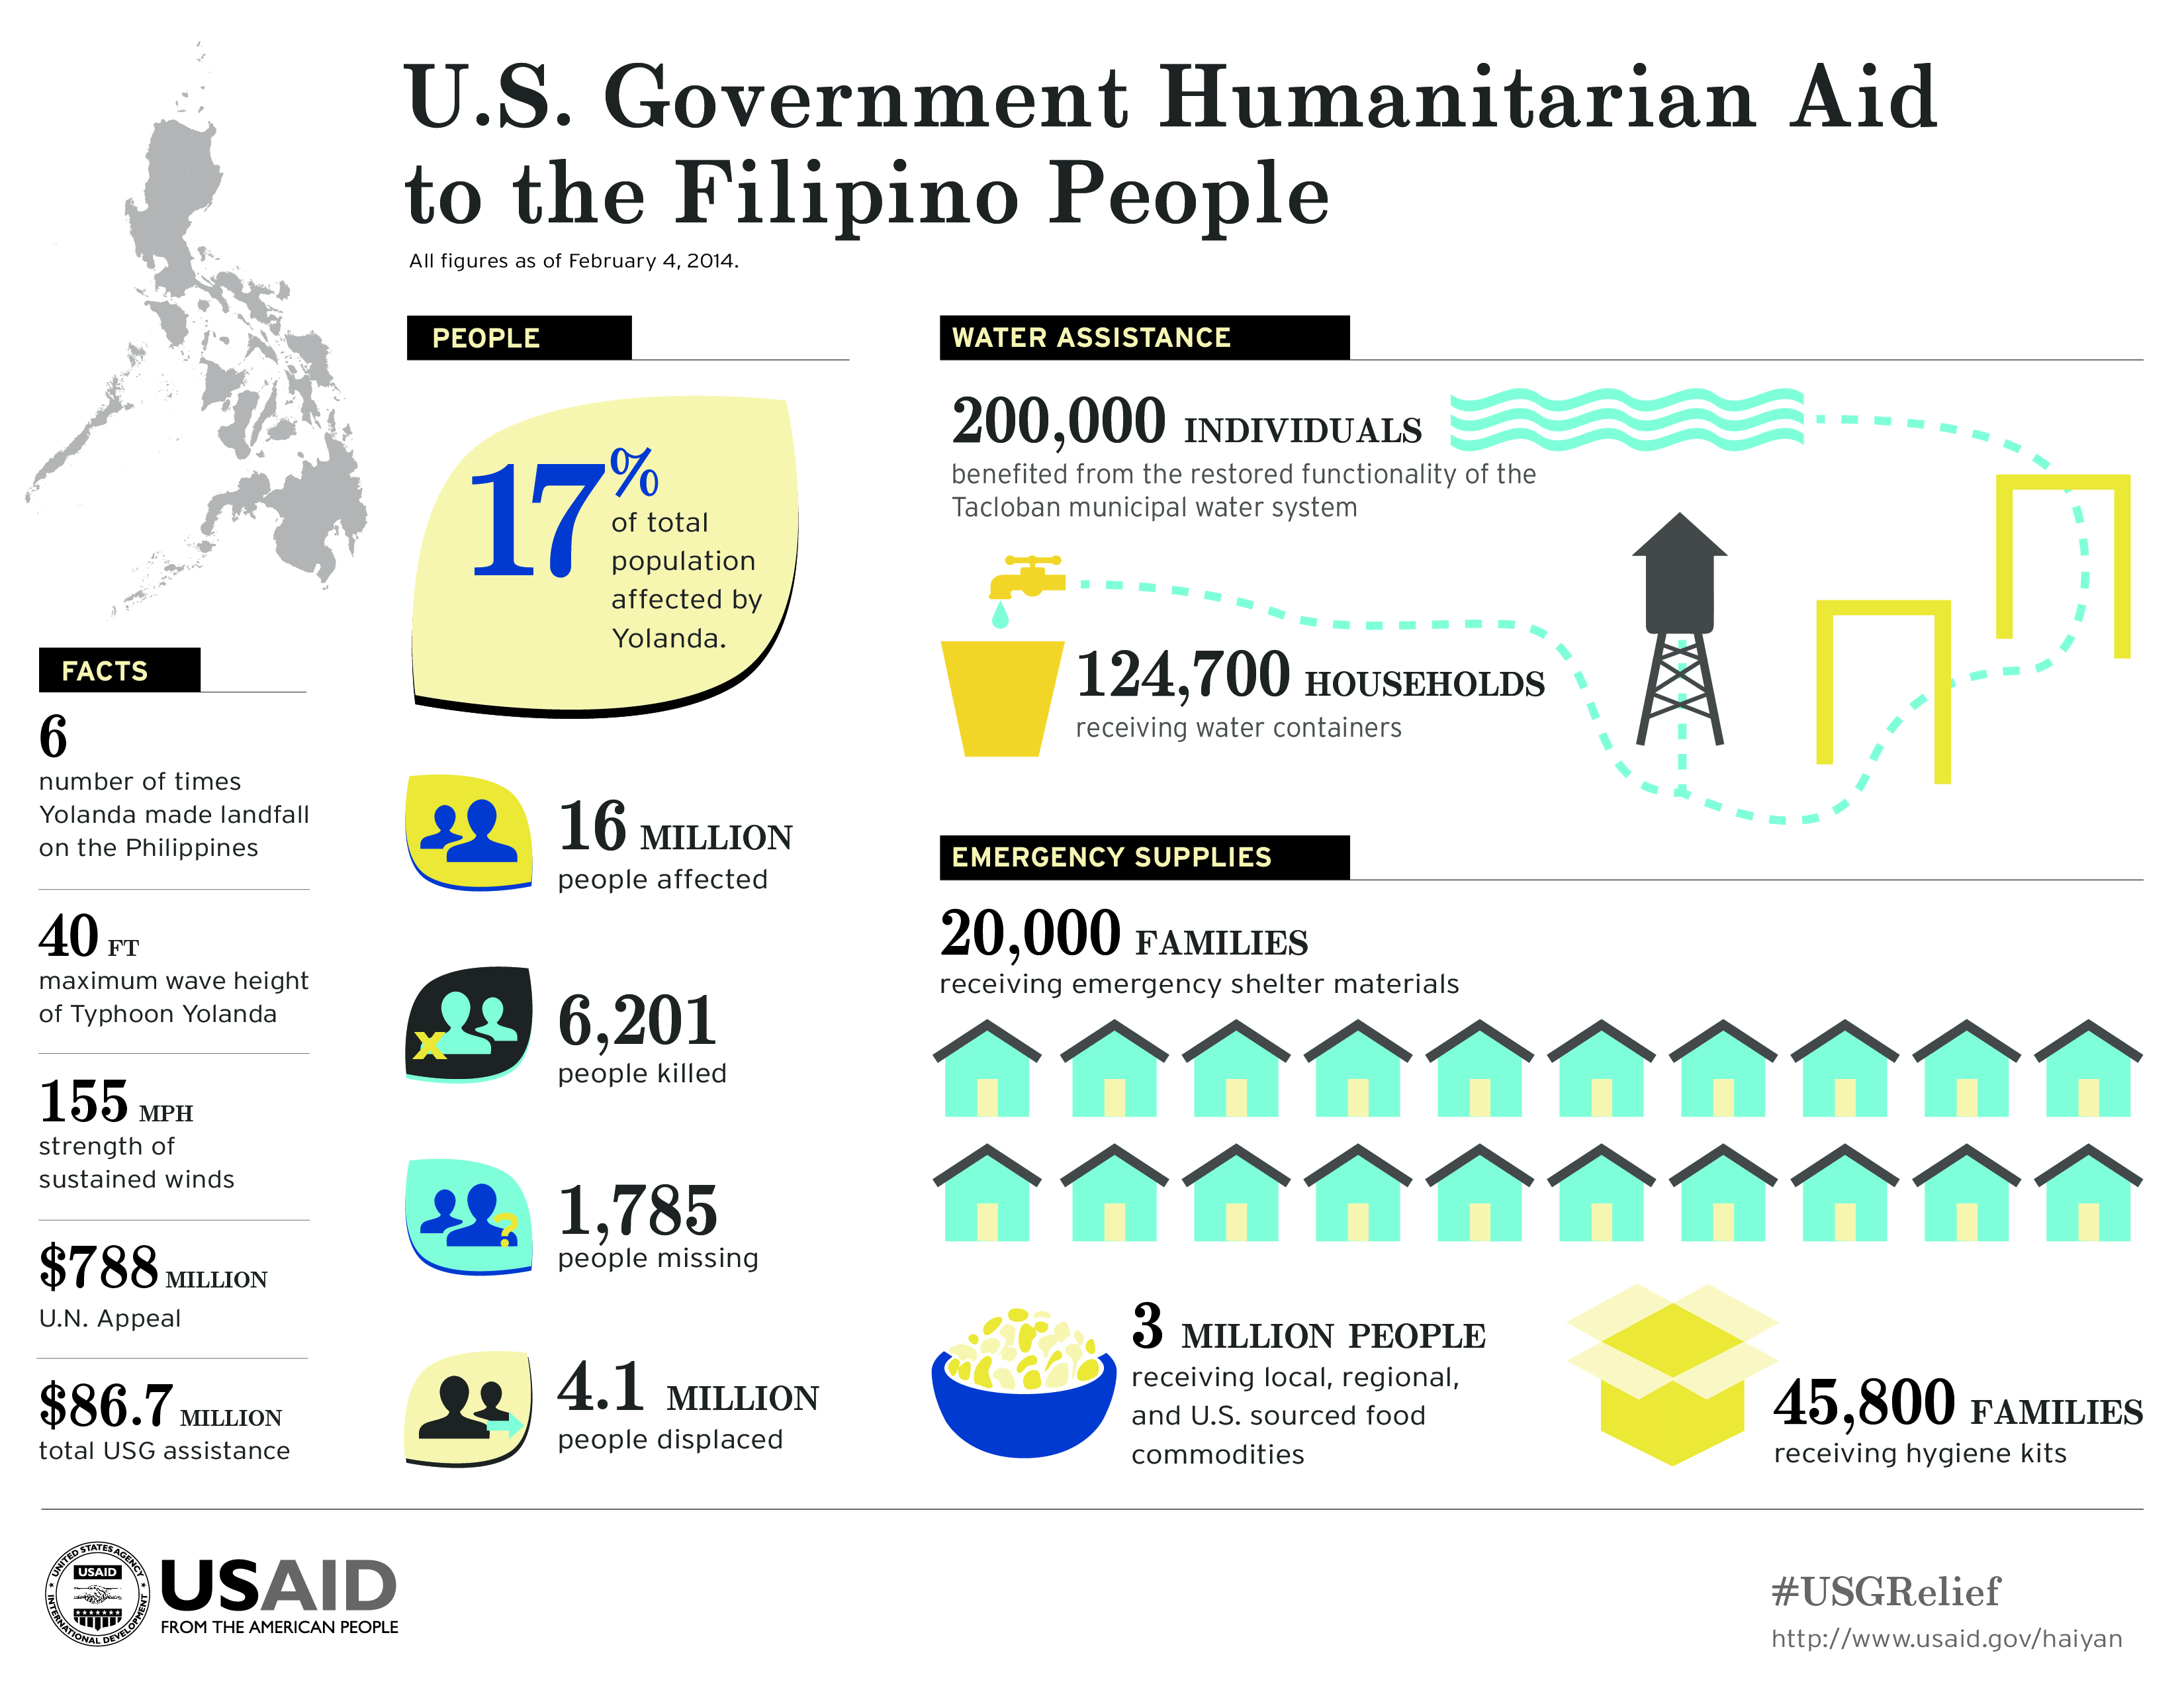 U.S. Government Humanitarian Aid
to the Filipino People
All figures as of February 4, 2014.
FACTS
6
number of times
Yolanda made landfall
on the Philippines
40 FT
maximum wave height
of Typhoon Yolanda
155 MPH
strength of
sustained winds
$788 MILLION
U.N. Appeal
$86.7 MILLION
total USG assistance
PEOPLE
17%
of total
population
affected by
Yolanda.
16 MILLION
people affected
6,201
people killed
1,785
people missing
4.1 MILLION
people displaced
WATER ASSISTANCE
200,000 INDIVIDUALS
benefited from the restored functionality of the
Tacloban municipal water system
124,700 HOUSEHOLDS
receiving water containers
EMERGENCY SUPPLIES
20,000 FAMILIES
receiving emergency shelter materials
3 MILLION PEOPLE
receiving local, regional,
and U.S. sourced food
commodities
45,800 FAMILIES
receiving hygiene kits
UNITED STATES AGENCY
USAID
INTERNATIONAL DEVELOPMENT
USAID
FROM THE AMERICAN PEOPLE
#USGRelief
http://www.usaid.gov/haiyan